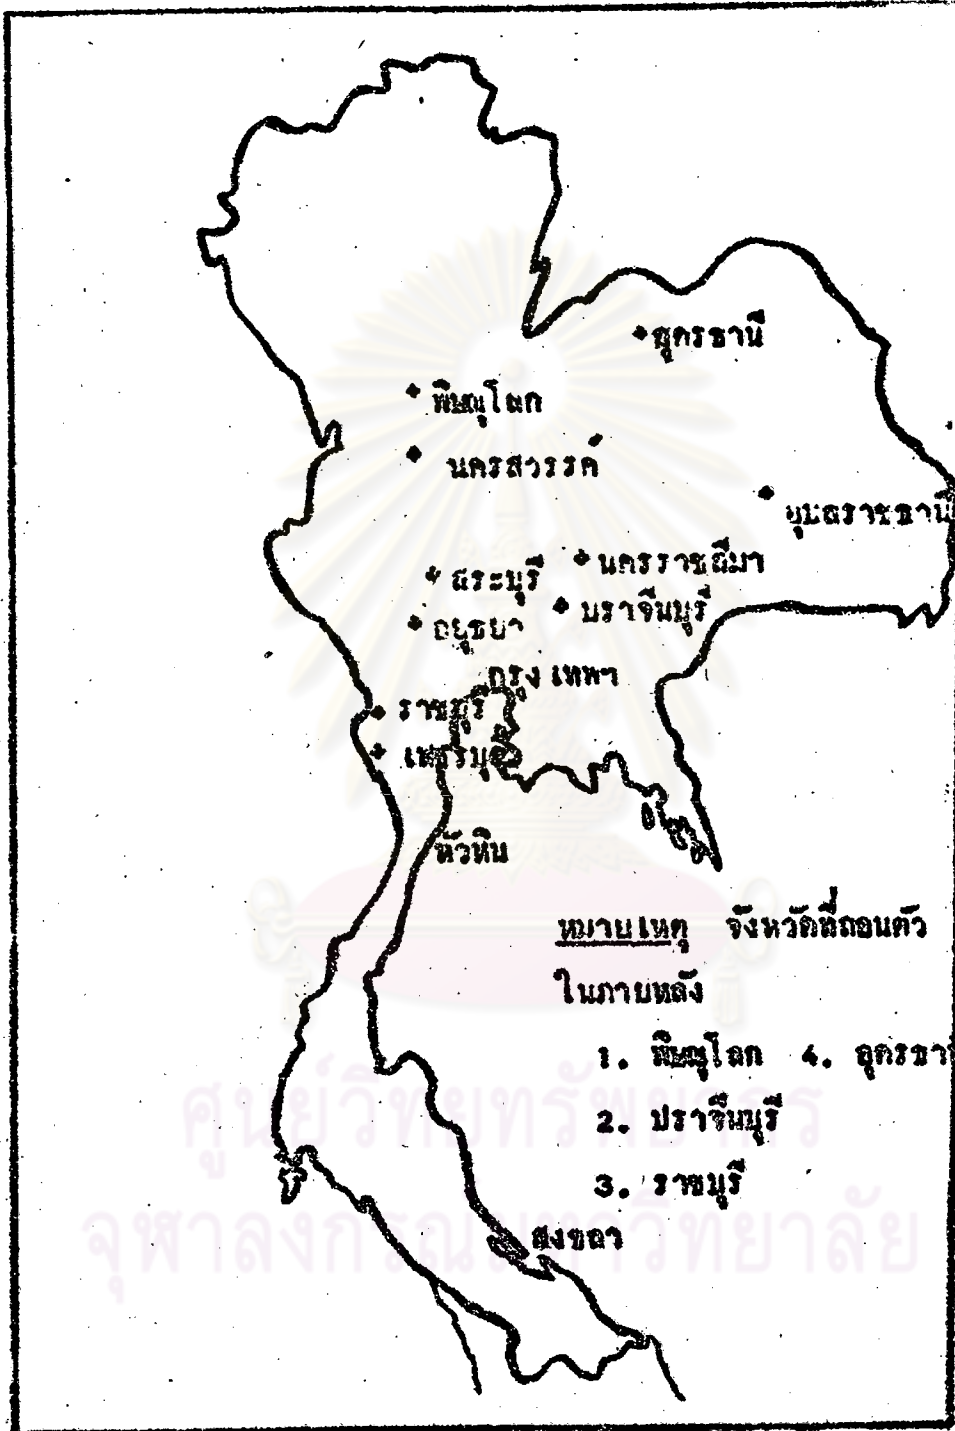 อุดรธานี
พิษณุโลก
นครสวรรค์
อุบลราชธานี
นครราชสีมา
สระบุรี
ปราจีนบุรี
อยุธยา
กรุงเทพฯ
ราชบุรี
เพชรบุรี
หัวหิน
หมายเหตุ จังหวัดที่ถอนตัว
ในภายหลัง
1. พิษณุโลก 4. อุดรธานี
2. ปราจีนบุรี
3. ราชบุรี
สงขลา
ศูนย์วิทยทรัพยากร
จุฬาลงกรณ์มหาวิทยาลัย